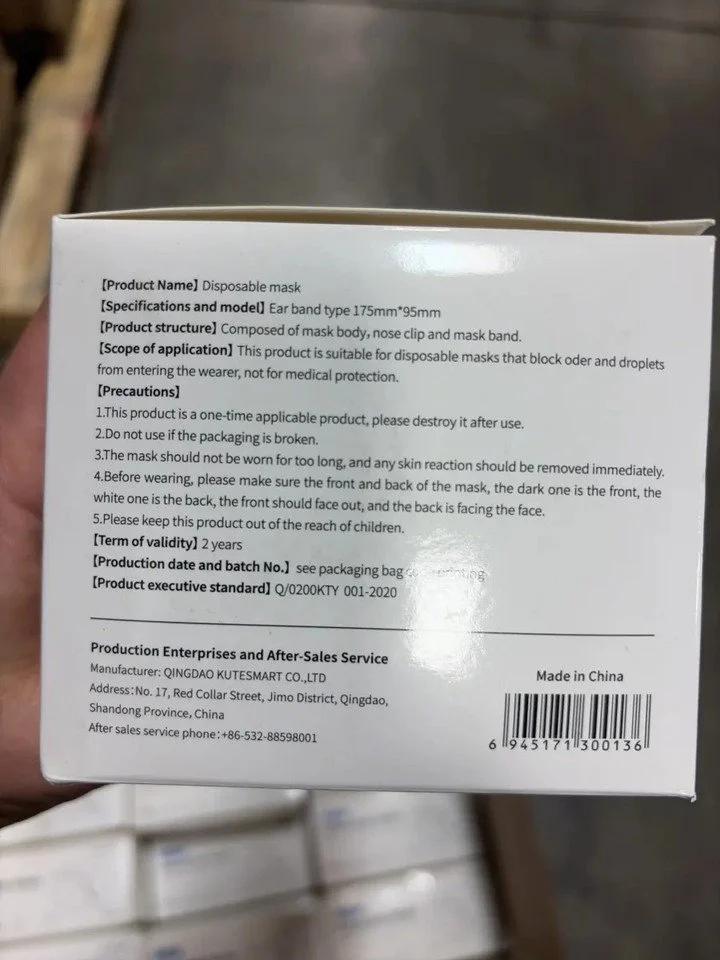 【Product Name】 Disposable mask
【Specifications and model】 Ear band type 175mm*95mm
【Product structure】 Composed of mask body, nose clip and mask band.
【Scope of application】 This product is suitable for disposable masks that block oder and droplets
from entering the wearer, not for medical protection.
【Precautions】
1.This product is a one-time applicable product, please destroy it after use.
2.Do not use if the packaging is broken.
3.The mask should not be worn for too long, and any skin reaction should be removed immediately.
4.Before wearing, please make sure the front and back of the mask, the dark one is the front, the
white one is the back, the front should face out, and the back is facing the face.
5.Please keep this product out of the reach of children.
【Term of validity】 2 years
【Production date and batch No.】 see packaging bag
【Product executive standard】 Q/0200KTY 001-2020
Production Enterprises and After-Sales Service
Manufacturer: QINGDAO KUTESMART CO.,LTD
Address:No. 17, Red Collar Street, Jimo District, Qingdao,
Shandong Province, China
After sales service phone:+86-532-88598001
Made in China
6 945171 300136